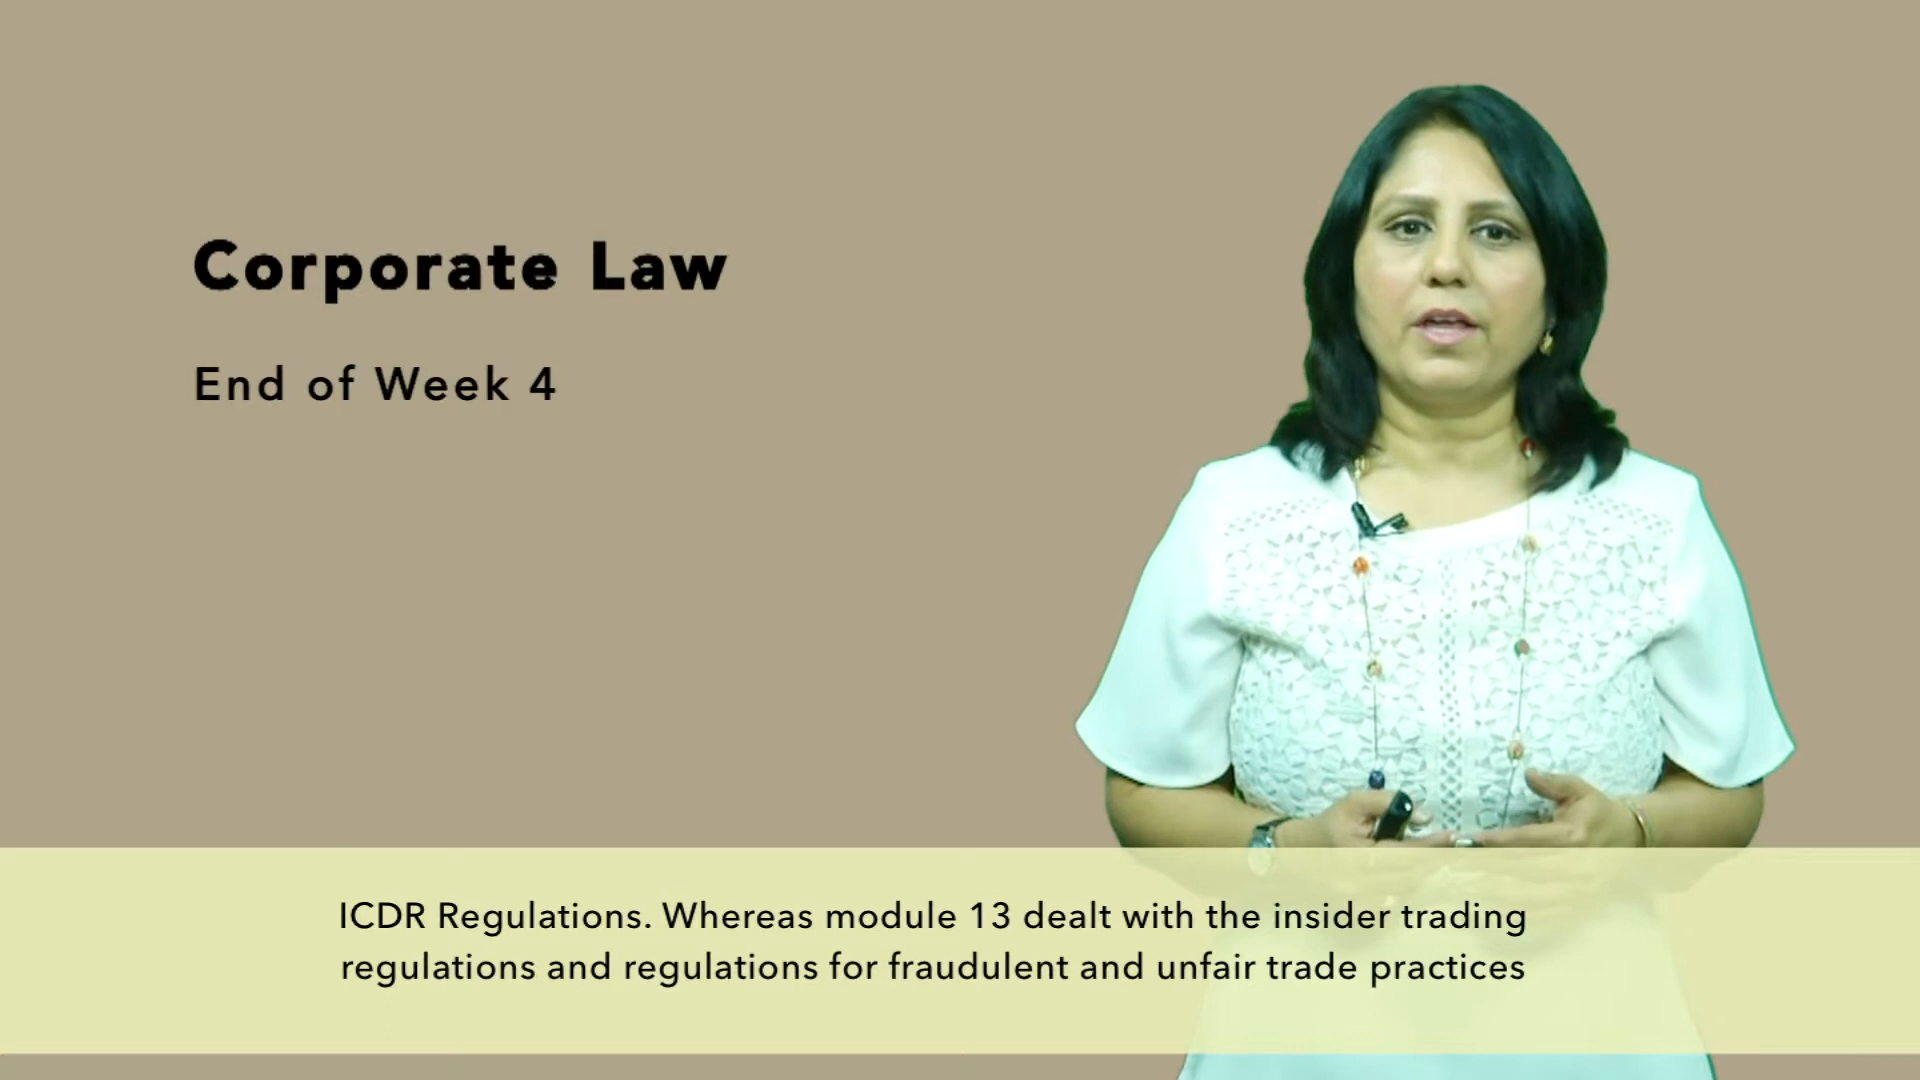 Corporate Law
End of Week 4
ICDR Regulations. Whereas module 13 dealt with the insider trading
regulations and regulations for fraudulent and unfair trade practices